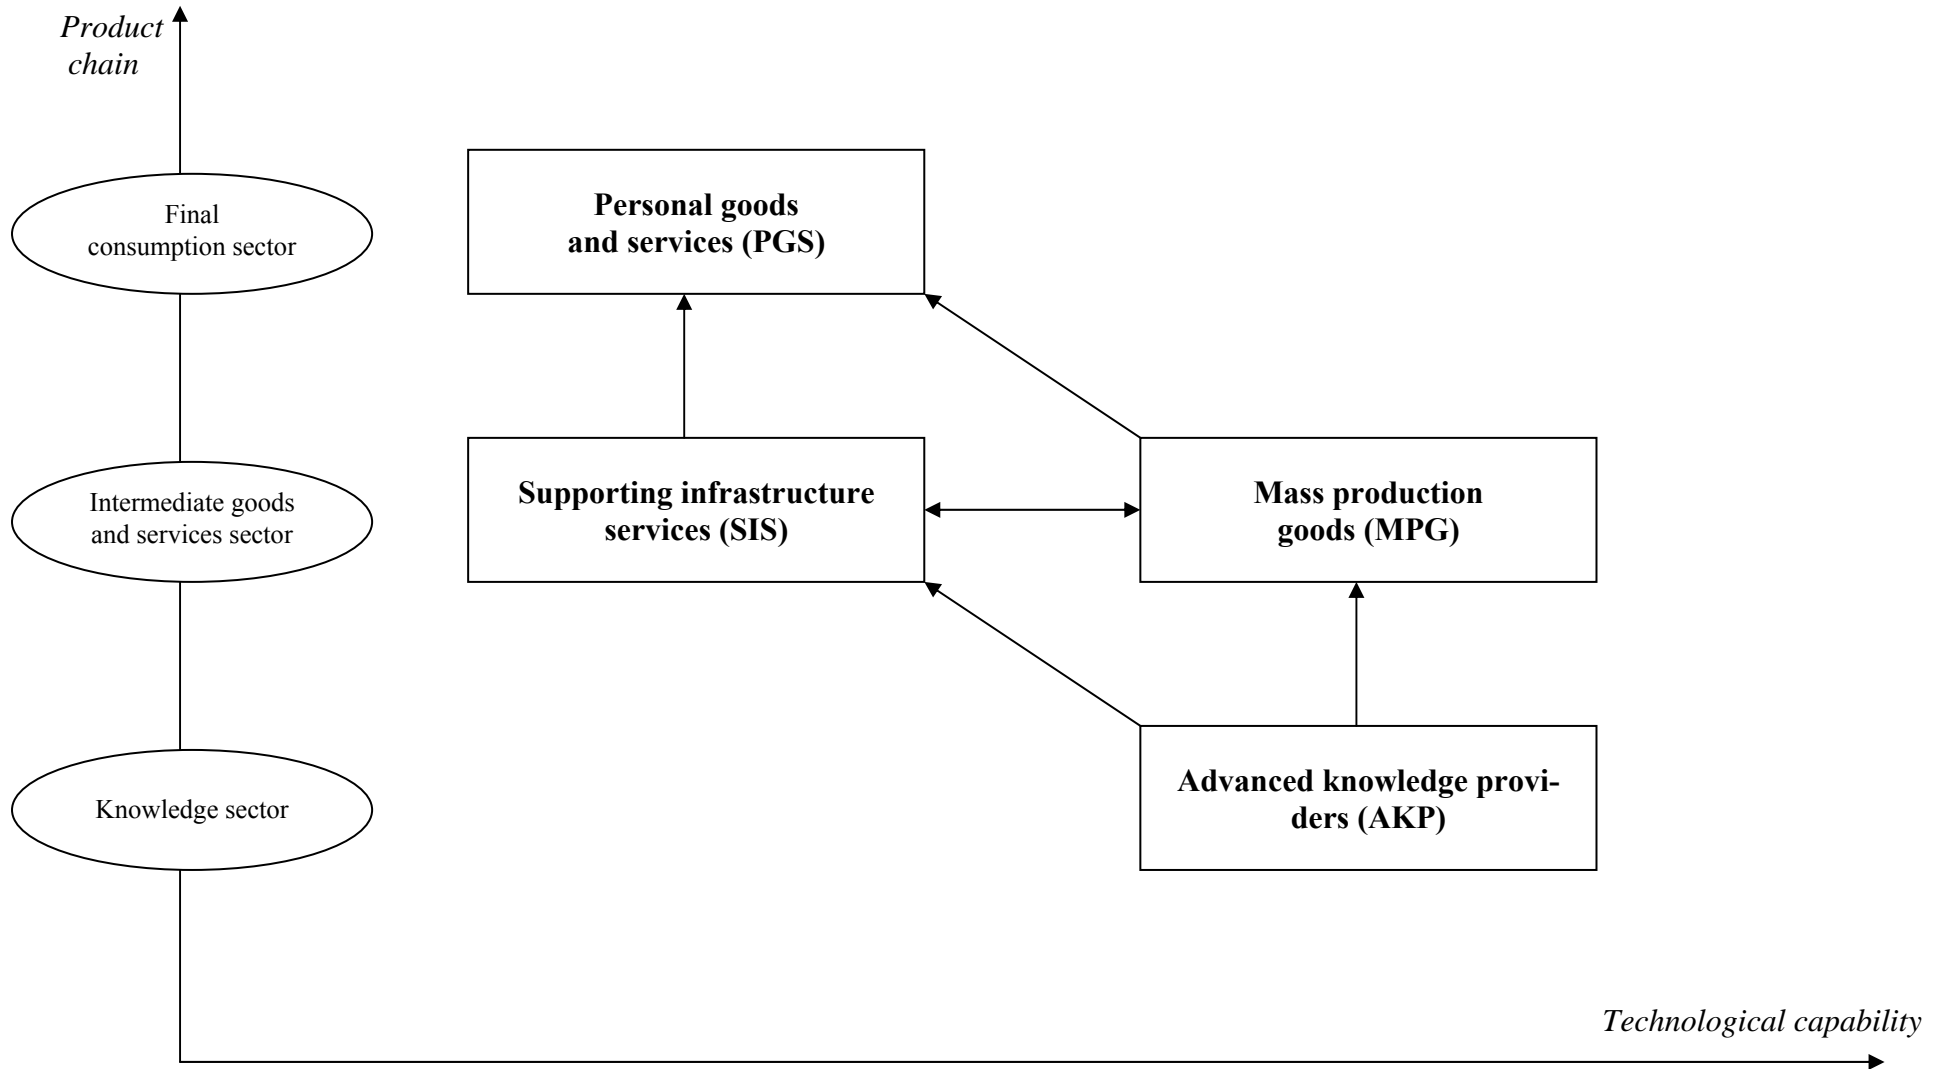 Product
chain
Final
consumption sector
Personal goods
and services (PGS)
Intermediate goods
and services sector
Supporting infrastructure
services (SIS)
Mass production
goods (MPG)
Knowledge sector
Advanced knowledge provi-
ders (AKP)
Technological capability